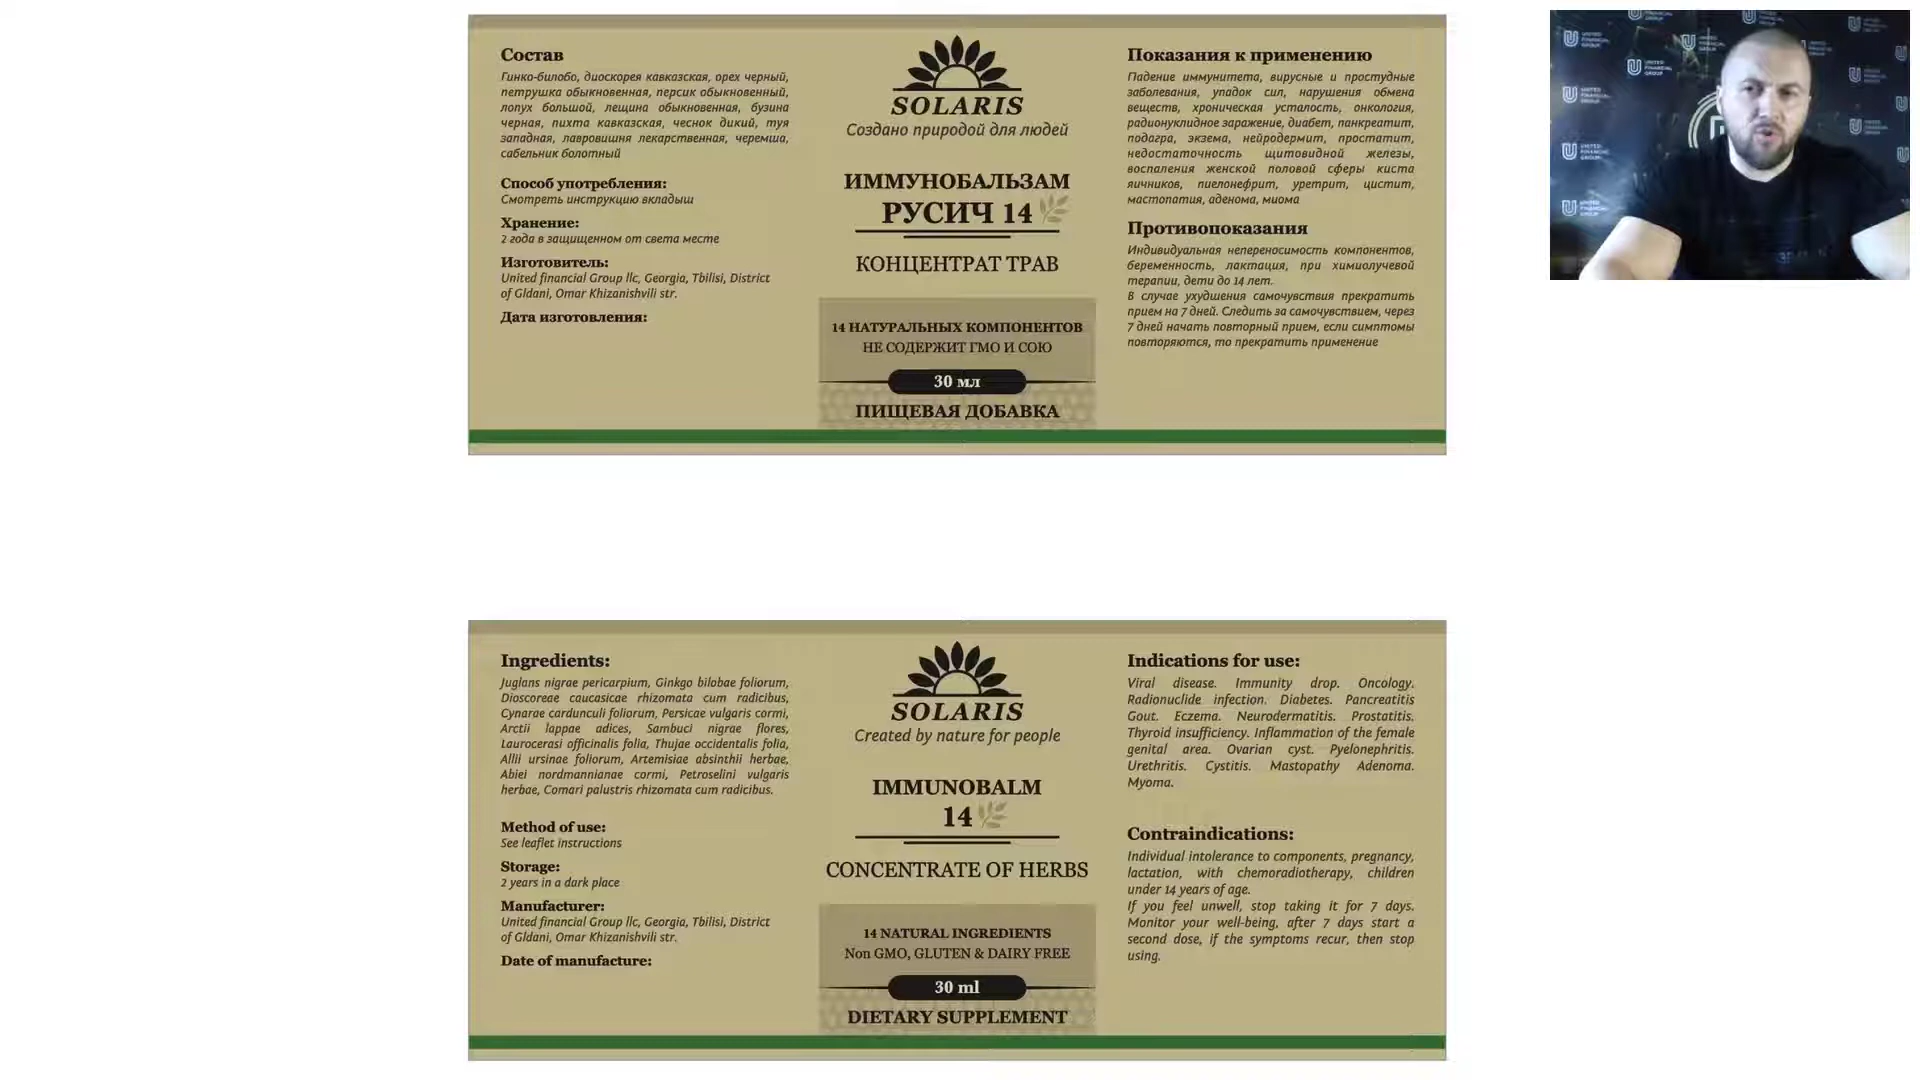 Состав
Гинко-билобо, диоскорея кавказская, орех черный,
петрушка обыкновенная, персик обыкновенный,
лопух большой, лещина обыкновенная, бузина
черная, пихта кавказская, чеснок дикий, туя
западная, лавровишня лекарственная, черемша,
сабельник болотный
Способ употребления:
Смотреть инструкцию вкладыш
Хранение:
2 года в защищенном от света месте
Изготовитель:
United financial Group llc, Georgia, Tbilisi, District
of Gldani, Omar Khizanishvili str.
Дата изготовления:
SOLARIS
Создано природой для людей
ИММУНОБАЛЬЗАМ
РУСИЧ 14
КОНЦЕНТРАТ ТРАВ
14 НАТУРАЛЬНЫХ КОМПОНЕНТОВ
НЕ СОДЕРЖИТ ГМО И СОЮ
30 мл
ПИЩЕВАЯ ДОБАВКА
Показания к применению
Падение иммунитета, вирусные и простудные
заболевания, упадок сил, нарушения обмена
веществ, хроническая усталость, онкология,
радионуклидное заражение, диабет, панкреатит,
подагра, экзема, нейродермит, простатит,
недостаточность щитовидной железы,
воспаления женской половой сферы киста
яичников, пиелонефрит, уретрит, цистит,
мастопатия, аденома, миома
Противопоказания
Индивидуальная непереносимость компонентов,
беременность, лактация, при химиолучевой
терапии, дети до 14 лет.
В случае ухудшения самочувствия прекратить
прием на 7 дней. Следить за самочувствием, через
7 дней начать повторный прием, если симптомы
повторяются, то прекратить применение
UNITED
FINANCIAL
GROUP
Ingredients:
Juglans nigrae pericarpium, Ginkgo bilobae foliorum,
Dioscoreae caucasicae rhizomata cum radicibus,
Cynarae cardunculi foliorum, Persicae vulgaris cormi,
Arctii lappae adices, Sambuci nigrae flores,
Laurocerasi officinalis folia, Thujae occidentalis folia,
Allii ursinae foliorum, Artemisiae absinthii herbae,
Abiei nordmannianae cormi, Petroselini vulgaris
herbae, Comari palustris rhizomata cum radicibus.
Method of use:
See leaflet instructions
Storage:
2 years in a dark place
Manufacturer:
United financial Group llc, Georgia, Tbilisi, District
of Gldani, Omar Khizanishvili str.
Date of manufacture:
SOLARIS
Created by nature for people
IMMUNOBALM
14
CONCENTRATE OF HERBS
14 NATURAL INGREDIENTS
Non GMO, GLUTEN & DAIRY FREE
30 ml
DIETARY SUPPLEMENT
Indications for use:
Viral disease. Immunity drop. Oncology.
Radionuclide infection. Diabetes. Pancreatitis
Gout. Eczema. Neurodermatitis. Prostatitis.
Thyroid insufficiency. Inflammation of the female
genital area. Ovarian cyst. Pyelonephritis.
Urethritis. Cystitis. Mastopathy Adenoma.
Myoma.
Contraindications:
Individual intolerance to components, pregnancy,
lactation, with chemoradiotherapy, children
under 14 years of age.
If you feel unwell, stop taking it for 7 days.
Monitor your well-being, after 7 days start a
second dose, if the symptoms recur, then stop
using.